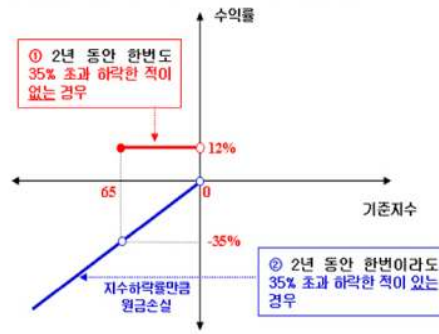 수익률
① 2년 동안 한번도
35% 초과 하락한 적이
없는 경우
12%
65
0
기준지수
-35%
지수하락률만큼
원금손실
② 2년 동안 한번이라도
35% 초과 하락한 적이 있는
경우